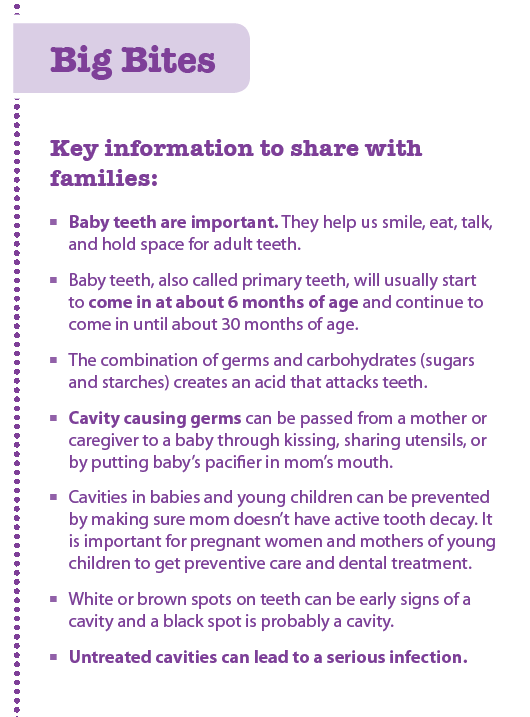 Big Bites
Key information to share with
families:
▪ Baby teeth are important. They help us smile, eat, talk,
and hold space for adult teeth.
▪ Baby teeth, also called primary teeth, will usually start
to come in at about 6 months of age and continue to
come in until about 30 months of age.
▪ The combination of germs and carbohydrates (sugars
and starches) creates an acid that attacks teeth.
▪ Cavity causing germs can be passed from a mother or
caregiver to a baby through kissing, sharing utensils, or
by putting baby’s pacifier in mom’s mouth.
▪ Cavities in babies and young children can be prevented
by making sure mom doesn’t have active tooth decay. It
is important for pregnant women and mothers of young
children to get preventive care and dental treatment.
▪ White or brown spots on teeth can be early signs of a
cavity and a black spot is probably a cavity.
▪ Untreated cavities can lead to a serious infection.